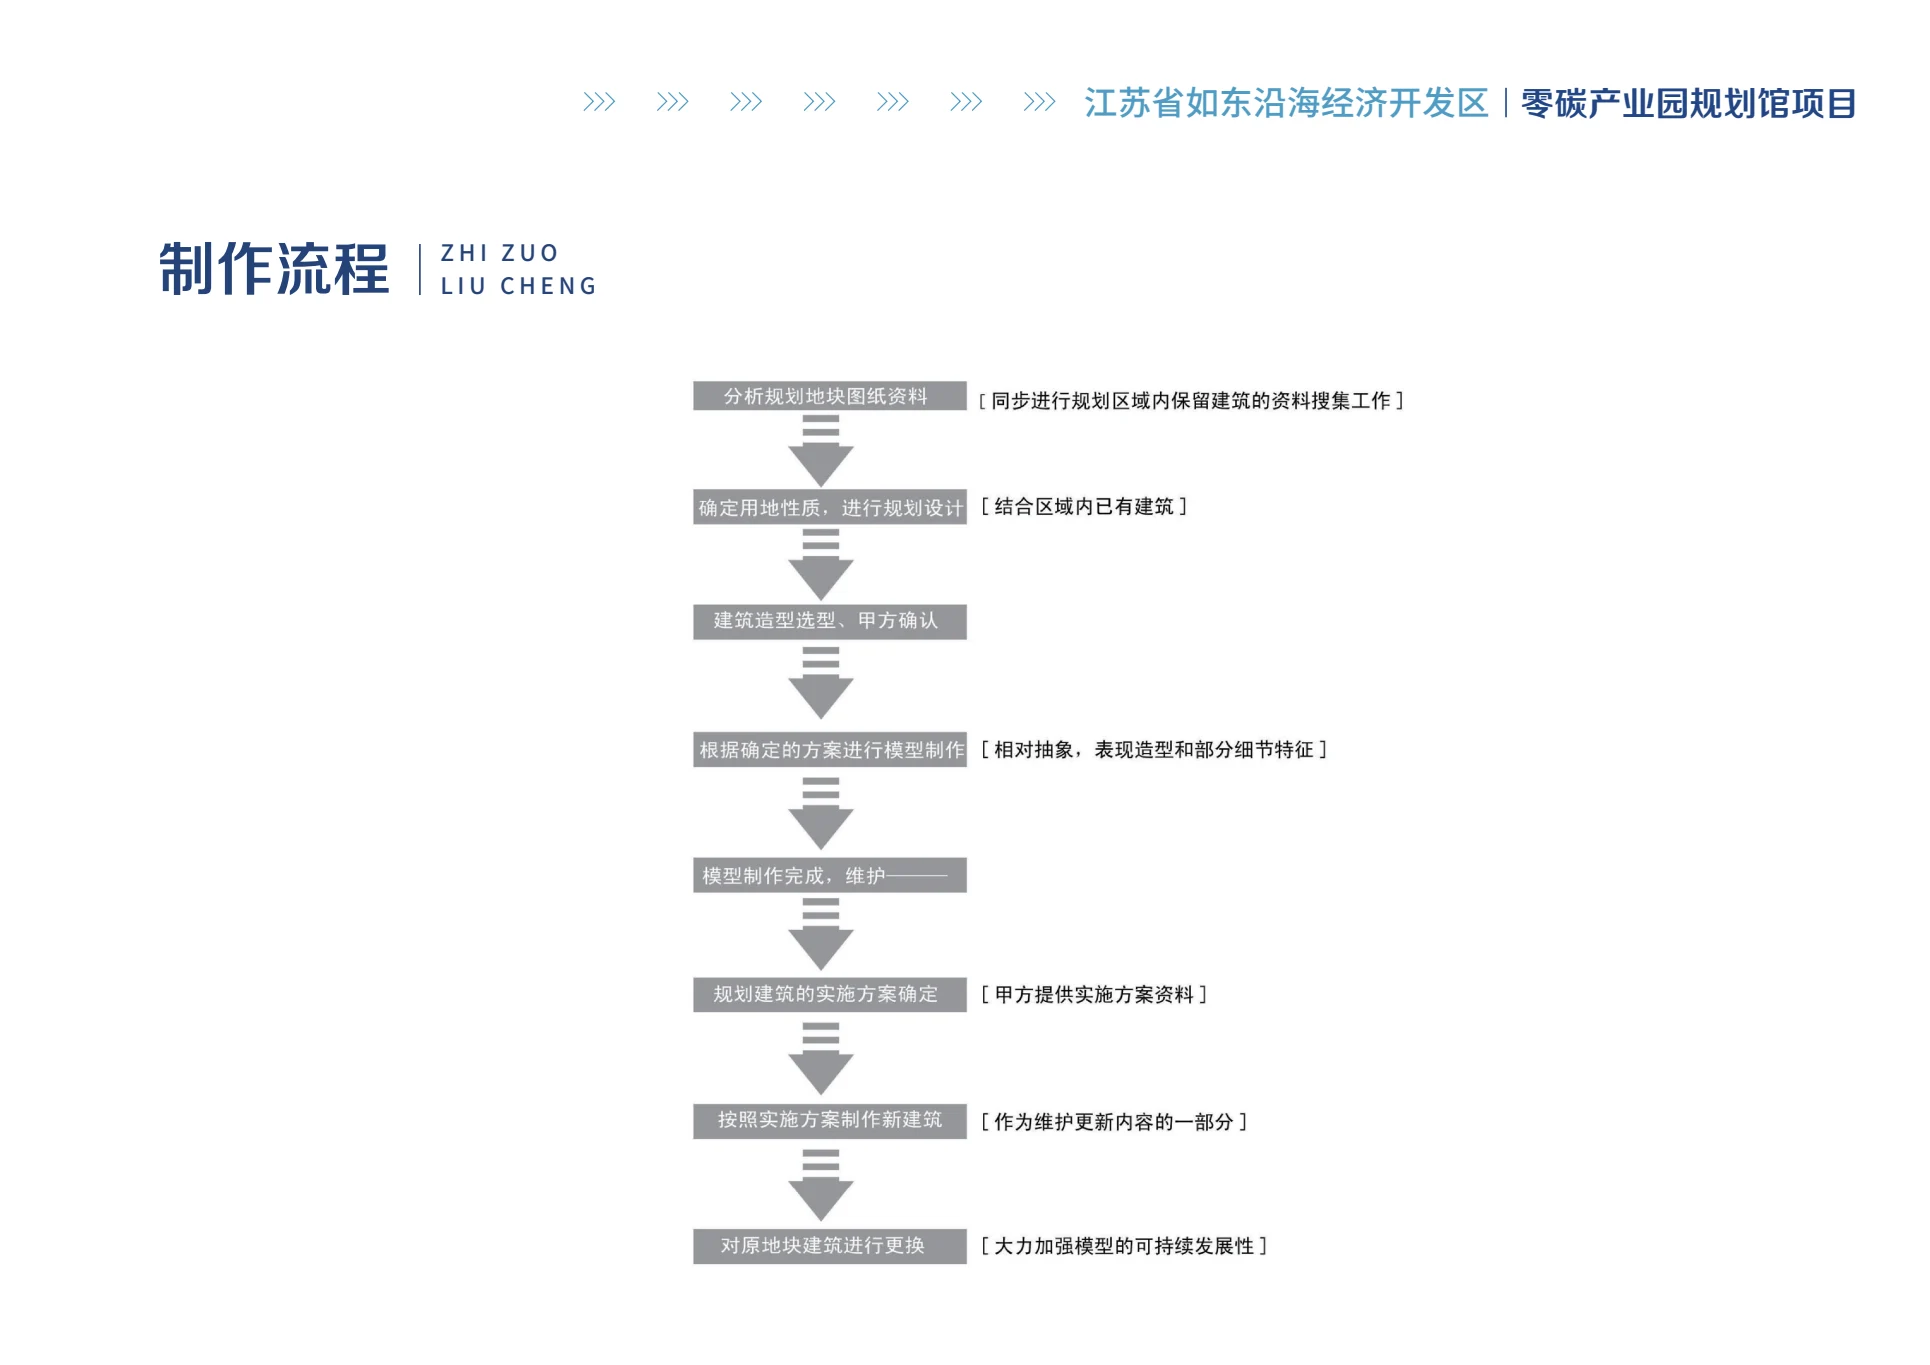 江苏省如东沿海经济开发区|零碳产业园规划馆项目
制作流程
ZHI ZUO
LIU CHENG
分析规划地块图纸资料 [ 同步进行规划区域内保留建筑的资料搜集工作 ]
确定用地性质，进行规划设计 [ 结合区域内已有建筑 ]
建筑造型选型、甲方确认
根据确定的方案进行模型制作 [ 相对抽象，表现造型和部分细节特征 ]
模型制作完成，维护———
规划建筑的实施方案确定 [ 甲方提供实施方案资料 ]
按照实施方案制作新建筑 [ 作为维护更新内容的一部分 ]
对原地块建筑进行更换 [ 大力加强模型的可持续发展性 ]